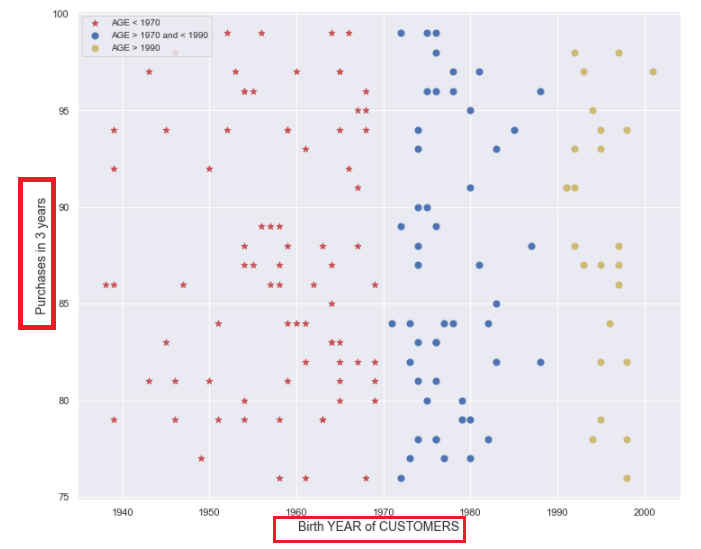 100
AGE < 1970
AGE > 1970 and < 1990
AGE > 1990
95
90
85
80
75
Purchases in 3 years
1940 1950 1960 1970 1980 1990 2000
Birth YEAR of CUSTOMERS